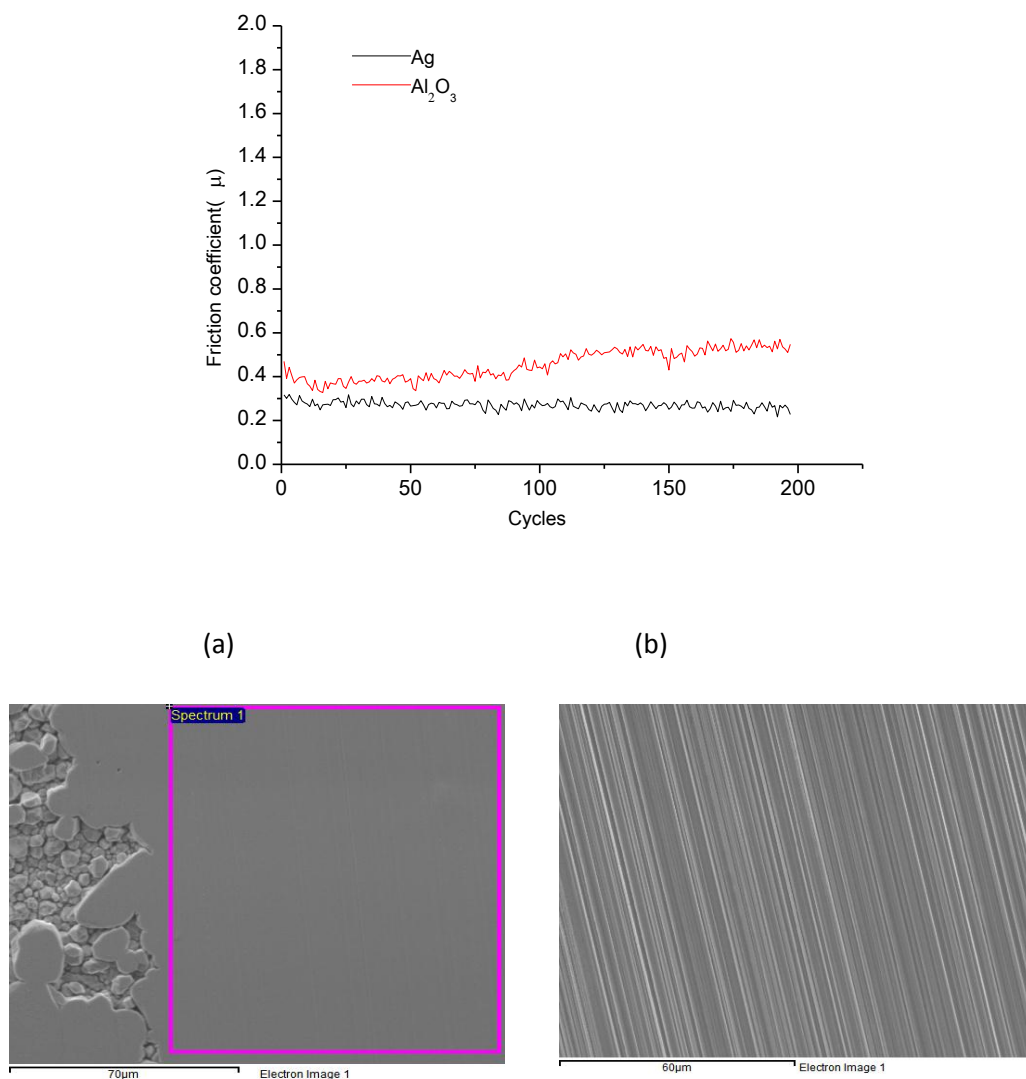 2.0
1.8
1.6
1.4
1.2
1.0
0.8
0.6
0.4
0.2
0.0
Friction coefficient( μ)
Ag
Al₂O₃
0 50 100 150 200
Cycles
(a) (b)
Spectrum 1
70μm Electron Image 1
60μm Electron Image 1